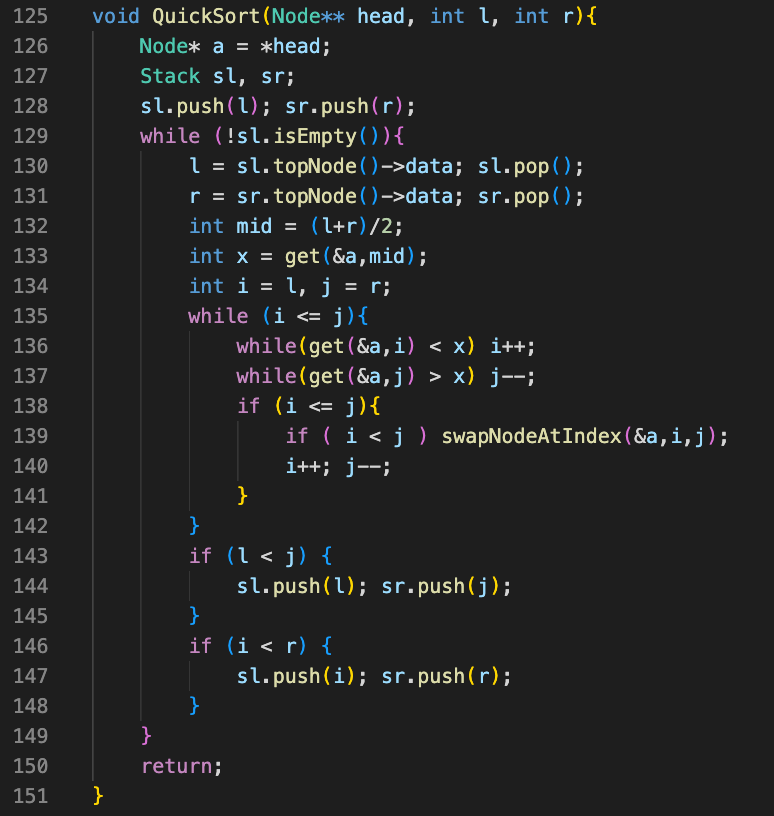 125 void QuickSort(Node** head, int l, int r){
126 Node* a = *head;
127 Stack sl, sr;
128 sl.push(l); sr.push(r);
129 while (!sl.isEmpty()){
130 l = sl.topNode()->data; sl.pop();
131 r = sr.topNode()->data; sr.pop();
132 int mid = (l+r)/2;
133 int x = get(&a,mid);
134 int i = l, j = r;
135 while (i <= j){
136 while(get(&a,i) < x) i++;
137 while(get(&a,j) > x) j--;
138 if (i <= j){
139 if ( i < j ) swapNodeAtIndex(&a,i,j);
140 i++; j--;
141 }
142 }
143 if (l < j) {
144 sl.push(l); sr.push(j);
145 }
146 if (i < r) {
147 sl.push(i); sr.push(r);
148 }
149 }
150 return;
151 }